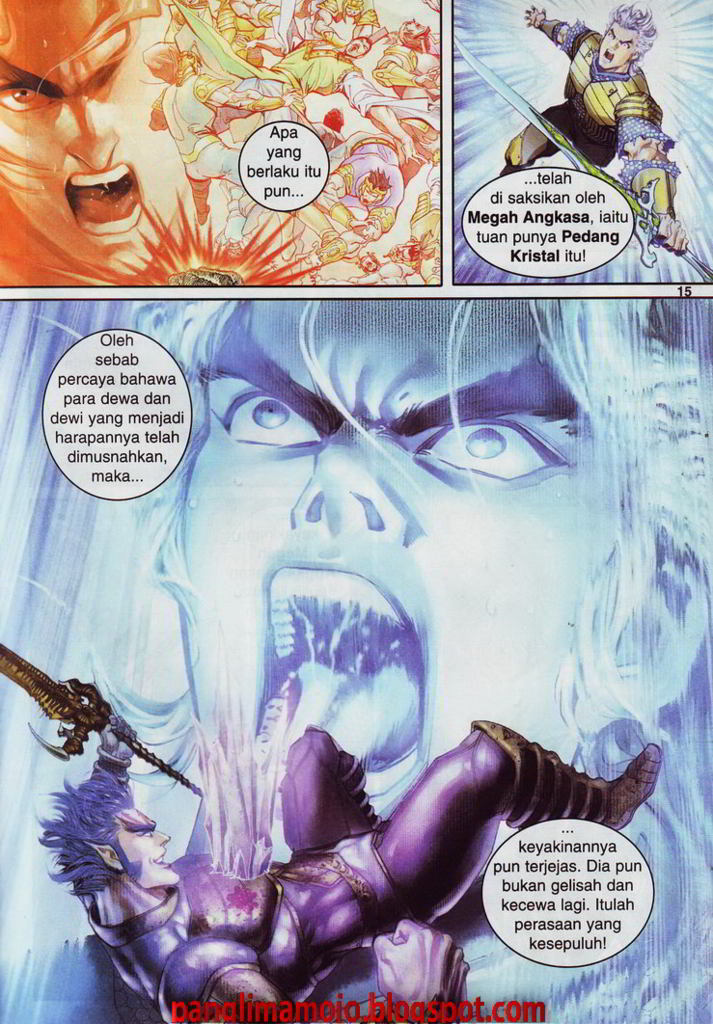 Apa
yang
berlaku itu
pun...
...telah
di saksikan oleh
Megah Angkasa, iaitu
tuan punya Pedang
Kristal itu!
15
Oleh
sebab
percaya bahawa
para dewa dan
dewi yang menjadi
harapannya telah
dimusnahkan,
maka...
...
keyakinannya
pun terjejas. Dia pun
bukan gelisah dan
kecewa lagi. Itulah
perasaan yang
kesepuluh!
panglimamojo.blogspot.com